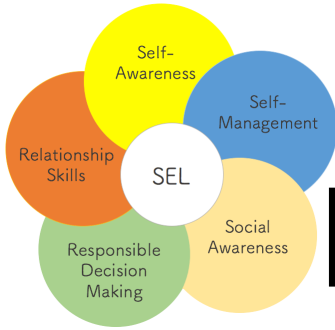 Self-
Awareness
Self-
Management
Relationship
Skills
SEL
Social
Awareness
Responsible
Decision
Making